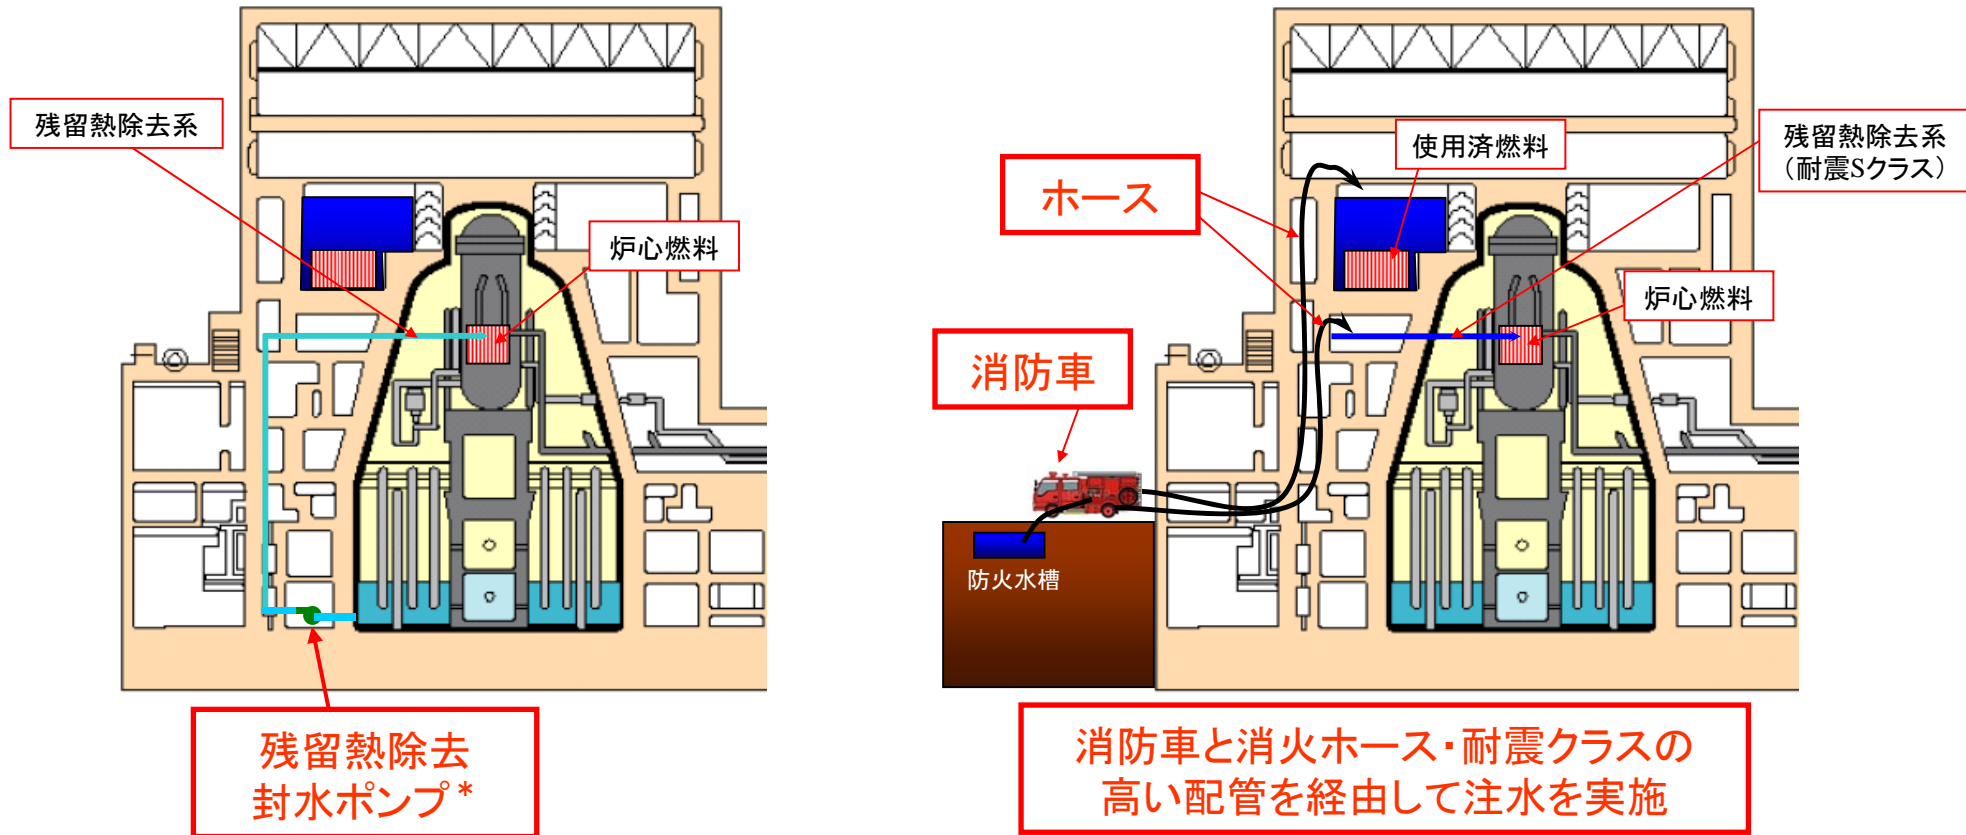 残留熱除去系
炉心燃料
残留熱除去
封水ポンプ*
使用済燃料
残留熱除去系
(耐震Sクラス)
ホース
炉心燃料
消防車
防火水槽
消防車と消火ホース・耐震クラスの
高い配管を経由して注水を実施